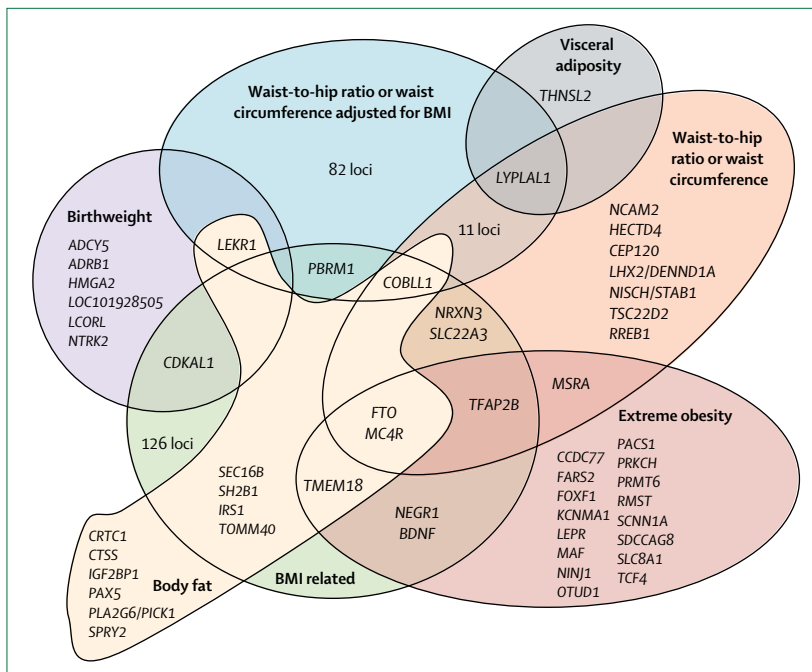 Visceral
adiposity
THNSL2
Waist-to-hip ratio or waist
circumference adjusted for BMI
82 loci
LYPLAL1
Waist-to-hip
ratio or waist
circumference
NCAM2
HECTD4
CEP120
LHX2/DENND1A
NISCH/STAB1
TSC22D2
RREB1
11 loci
Birthweight
ADCY5
ADRB1
HMGA2
LOC101928505
LCORL
NTRK2
LEKR1
PBRM1
COBLL1
NRXN3
SLC22A3
CDKAL1
MSRA
TFAP2B
FTO
MC4R
Extreme obesity
CCDC77
FARS2
FOXF1
KCNMA1
LEPR
MAF
NINJ1
OTUD1
PACS1
PRKCH
PRMT6
RMST
SCNN1A
SDCCAG8
SLC8A1
TCF4
126 loci
SEC16B
SH2B1
IRS1
TOMM40
TMEM18
NEGR1
BDNF
CRTC1
CTSS
IGF2BP1
PAX5
PLA2G6/PICK1
SPRY2
Body fat
BMI related